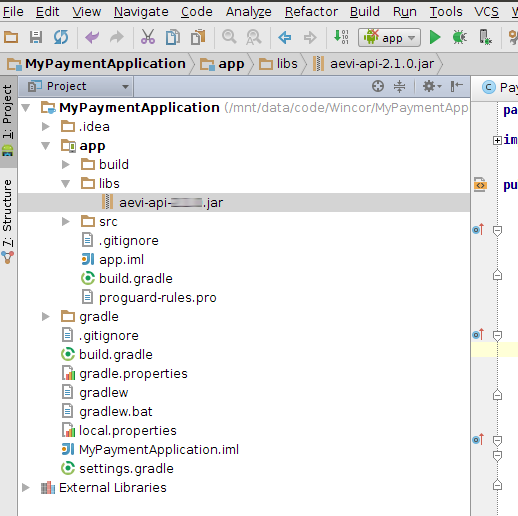 File Edit View Navigate Code Analyze Refactor Build Run Tools VCS
app
MyPaymentApplication app libs aevi-api-2.1.0.jar
1: Project
7: Structure
Project
MyPaymentApplication (/mnt/data/code/Wincor/MyPaymentApp
.idea
app
build
libs
aevi-api- .jar
src
.gitignore
app.iml
build.gradle
proguard-rules.pro
gradle
.gitignore
build.gradle
gradle.properties
gradlew
gradlew.bat
local.properties
MyPaymentApplication.iml
settings.gradle
External Libraries
C Pay
pa
im
pu